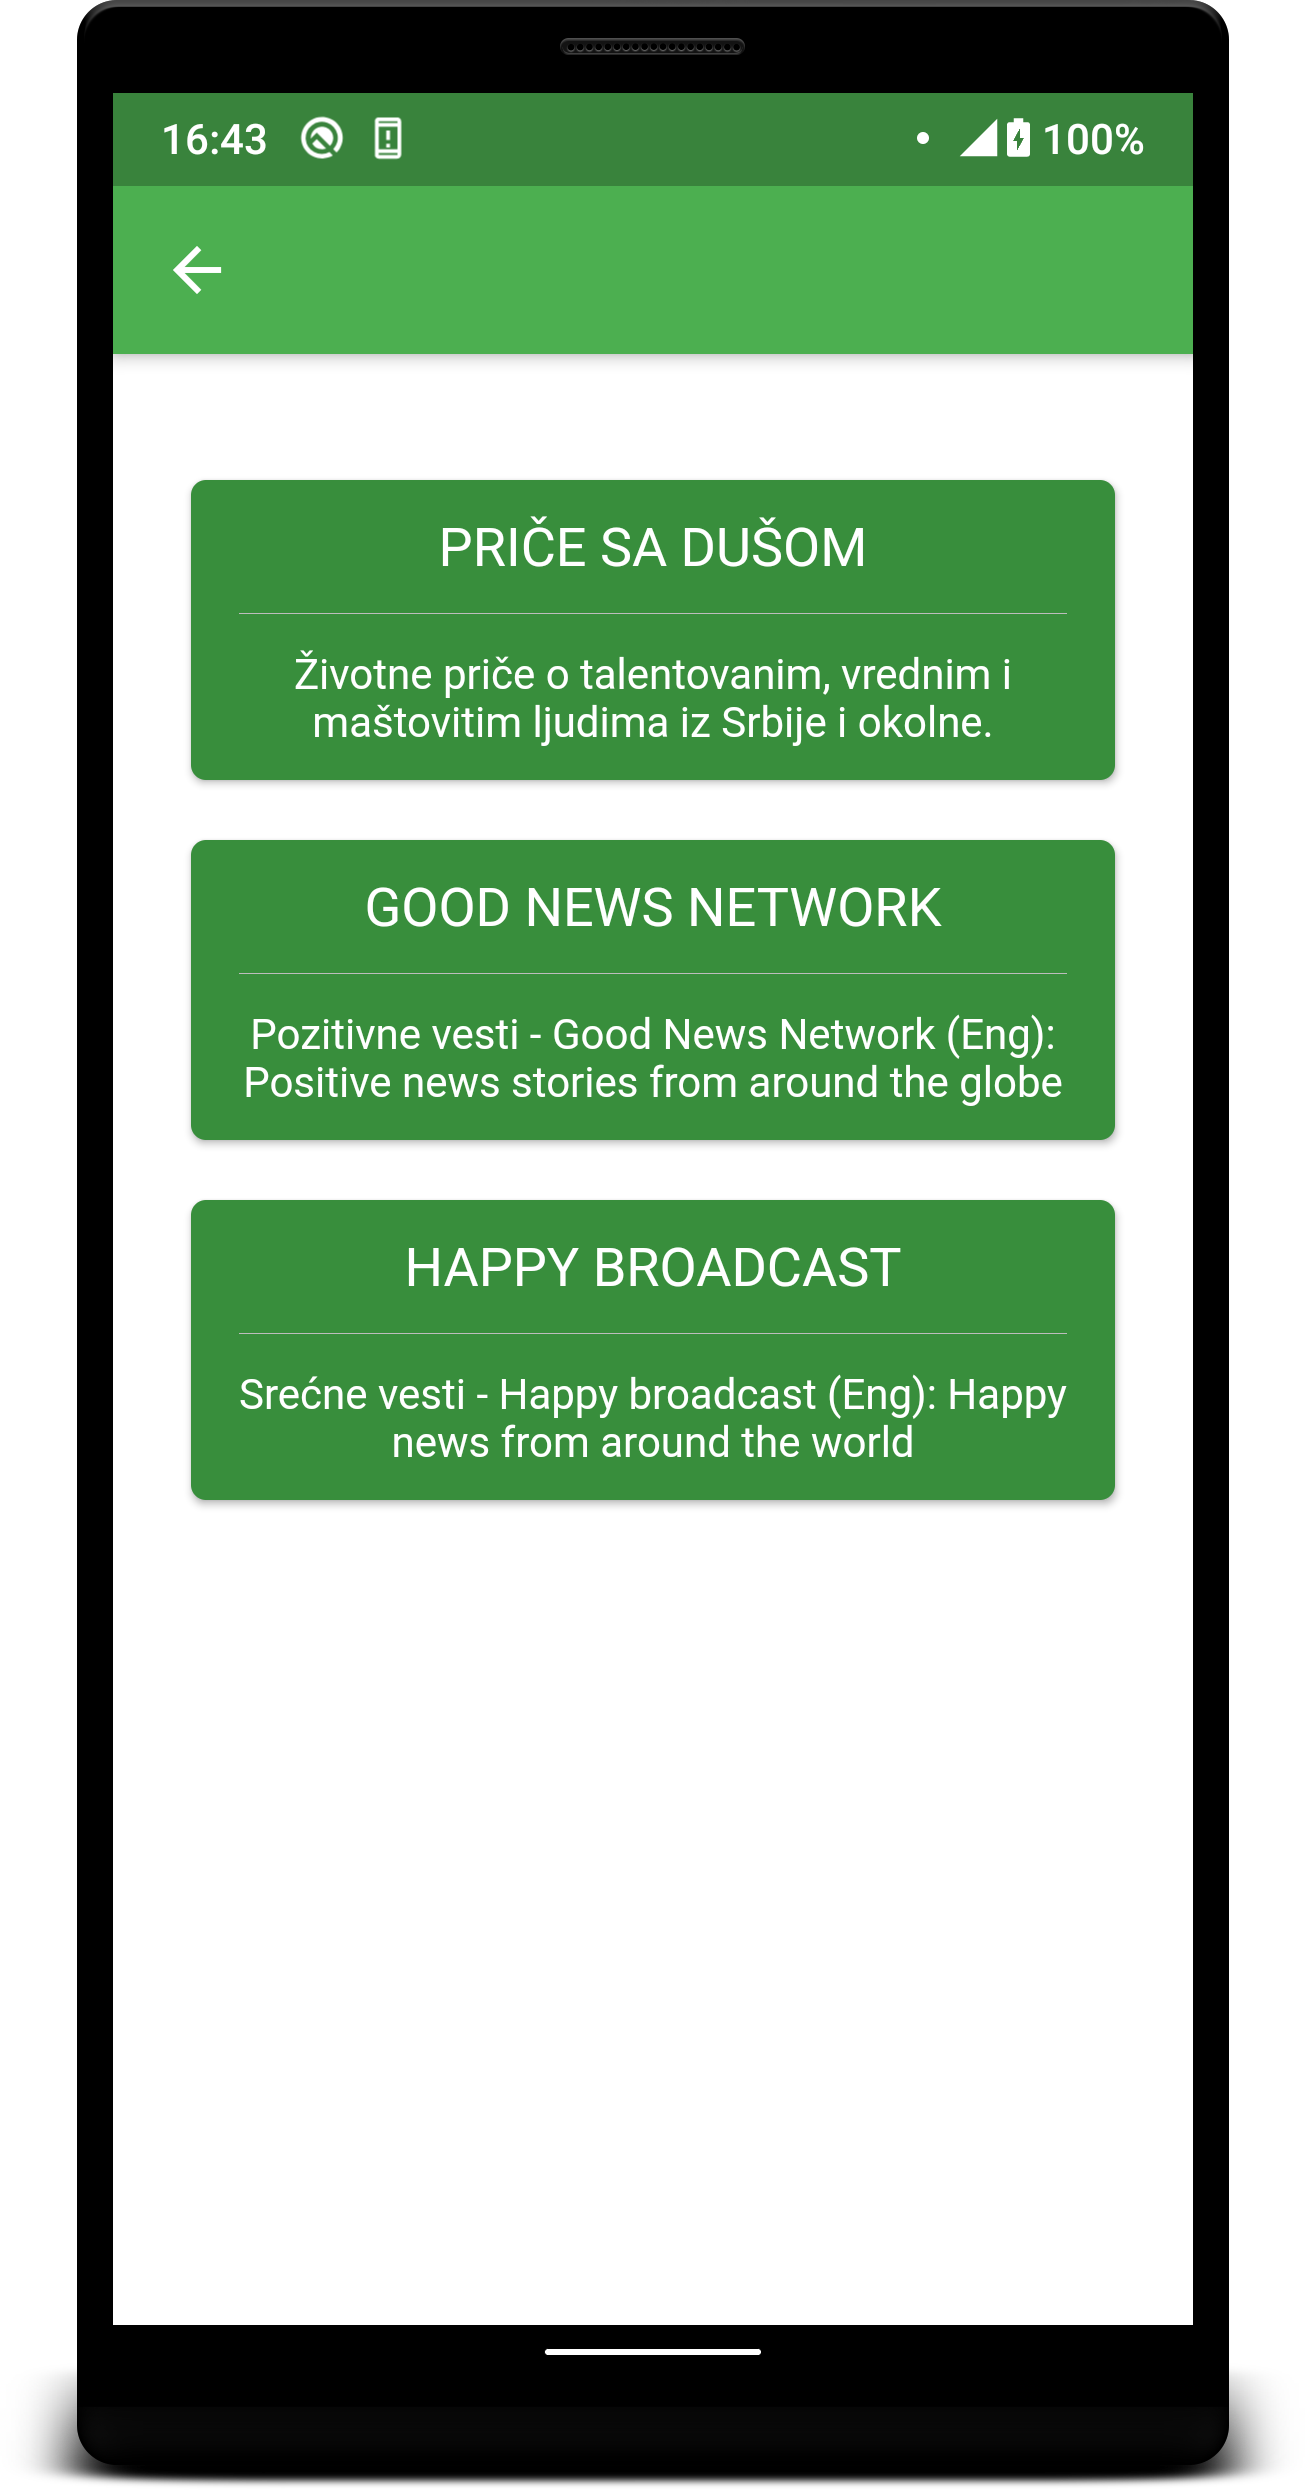 16:43
100%
PRIČE SA DUŠOM
Životne priče o talentovanim, vrednim i
maštovitim ljudima iz Srbije i okolne.
GOOD NEWS NETWORK
Pozitivne vesti - Good News Network (Eng):
Positive news stories from around the globe
HAPPY BROADCAST
Srećne vesti - Happy broadcast (Eng): Happy
news from around the world